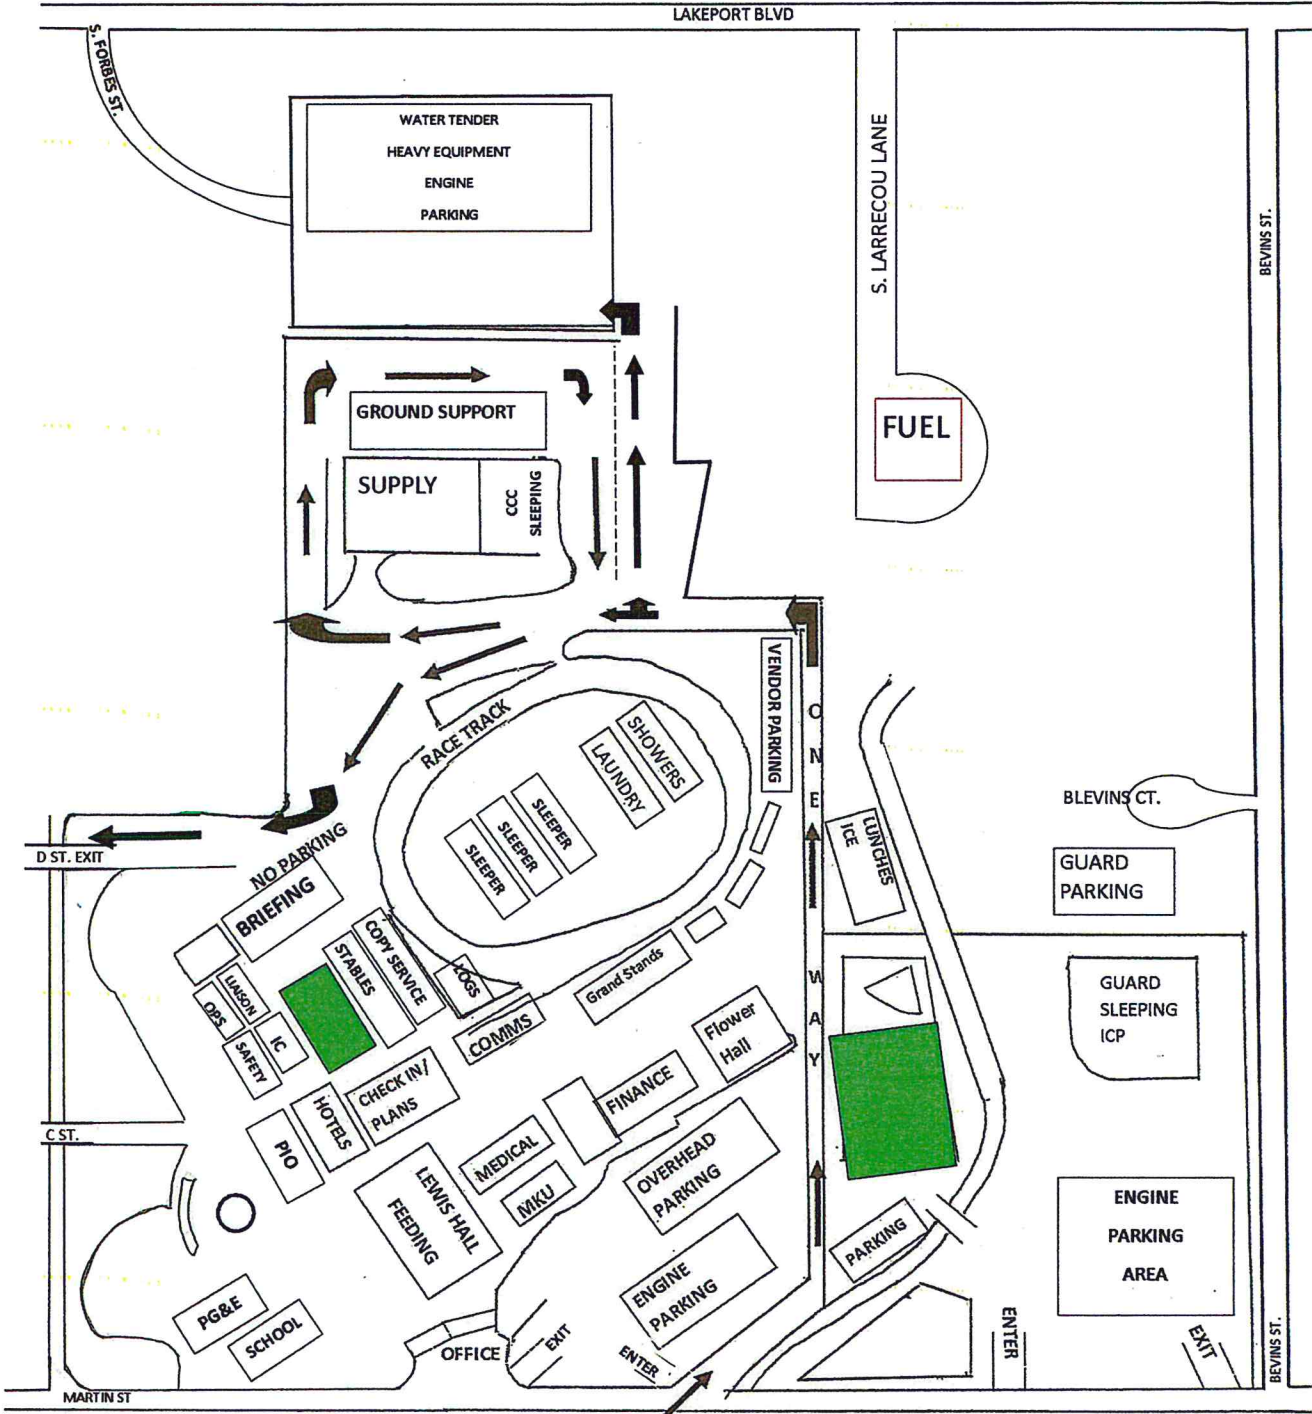 LAKEPORT BLVD
S. FORBES ST.
WATER TENDER
HEAVY EQUIPMENT
ENGINE
PARKING
S. LARRECOU LANE
BEVINS ST.
GROUND SUPPORT
FUEL
SUPPLY
CCC
SLEEPING
VENDOR PARKING
ONE WAY
RACE TRACK
SHOWERS
LAUNDRY
SLEEPER
SLEEPER
SLEEPER
BLEVINS CT.
LUNCHES
ICE
D ST. EXIT
NO PARKING
GUARD
PARKING
BRIEFING
COPY SERVICE
STABLES
LOGS
Grand Stands
LIAISON
OPS
GUARD
SLEEPING
ICP
IC
SAFETY
COMMS
Flower
Hall
CHECK IN/
PLANS
FINANCE
HOTELS
C ST.
PIO
MEDICAL
OVERHEAD
PARKING
MKU
LEWIS HALL
FEEDING
ENGINE
PARKING
AREA
PARKING
ENGINE
PARKING
PG&E
SCHOOL
OFFICE
EXIT
ENTER
ENTER
EXIT
BEVINS ST.
MARTIN ST